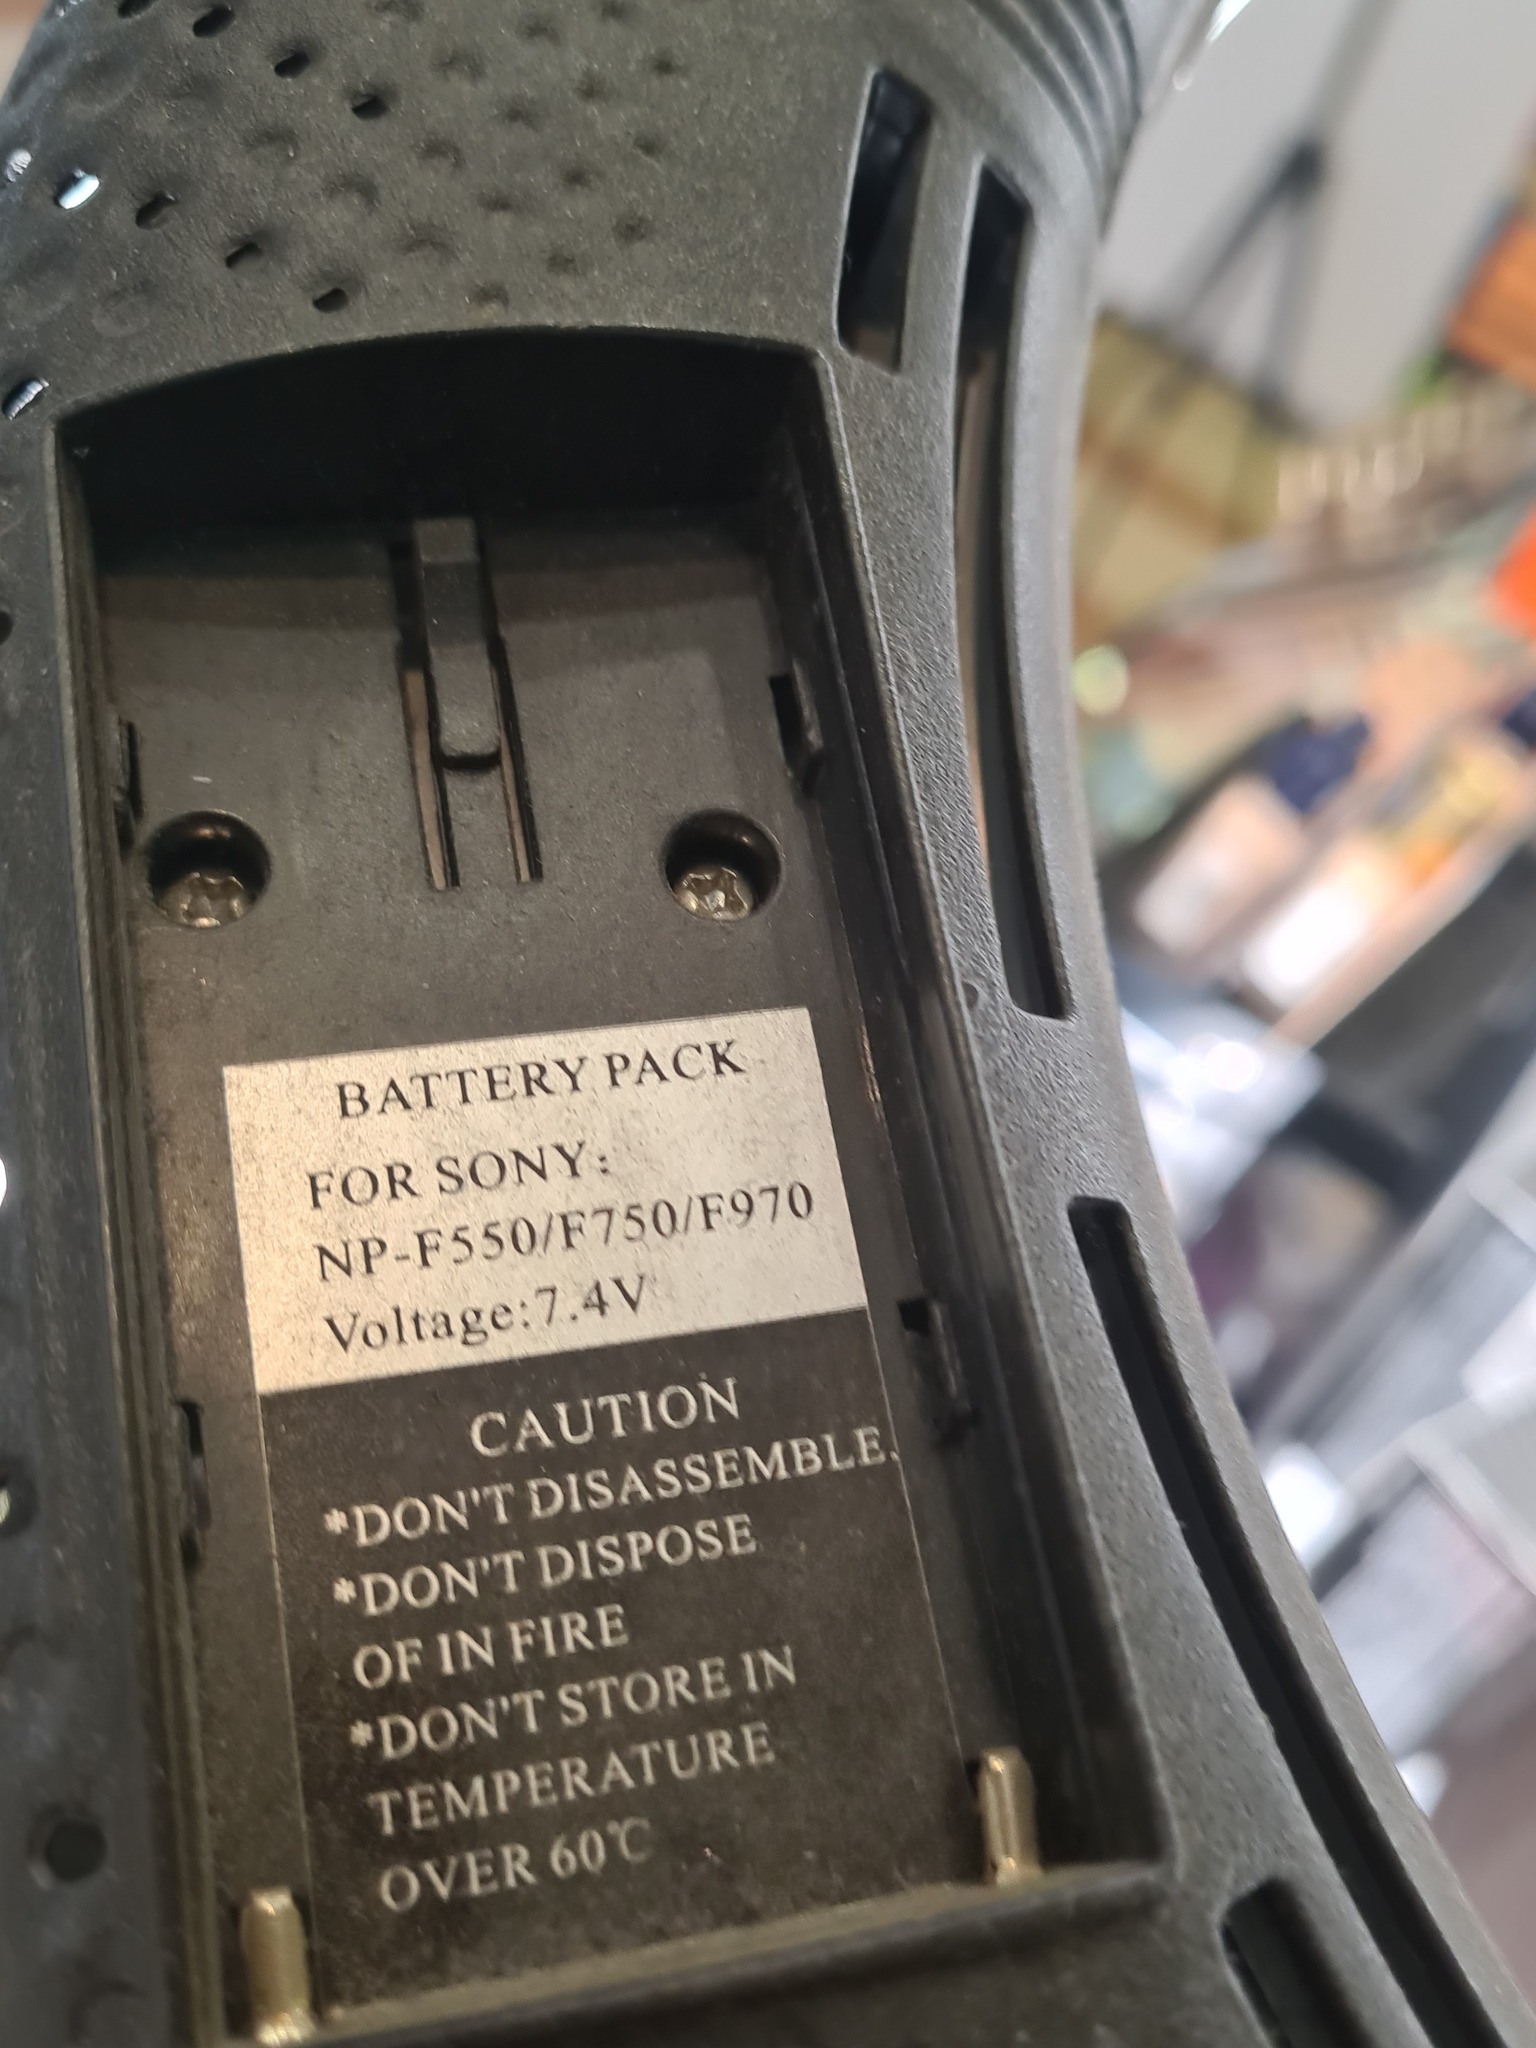 BATTERY PACK
FOR SONY:
NP-F550/F750/F970
Voltage:7.4V
CAUTION
*DON'T DISASSEMBLE.
*DON'T DISPOSE
OF IN FIRE
*DON'T STORE IN
TEMPERATURE
OVER 60℃